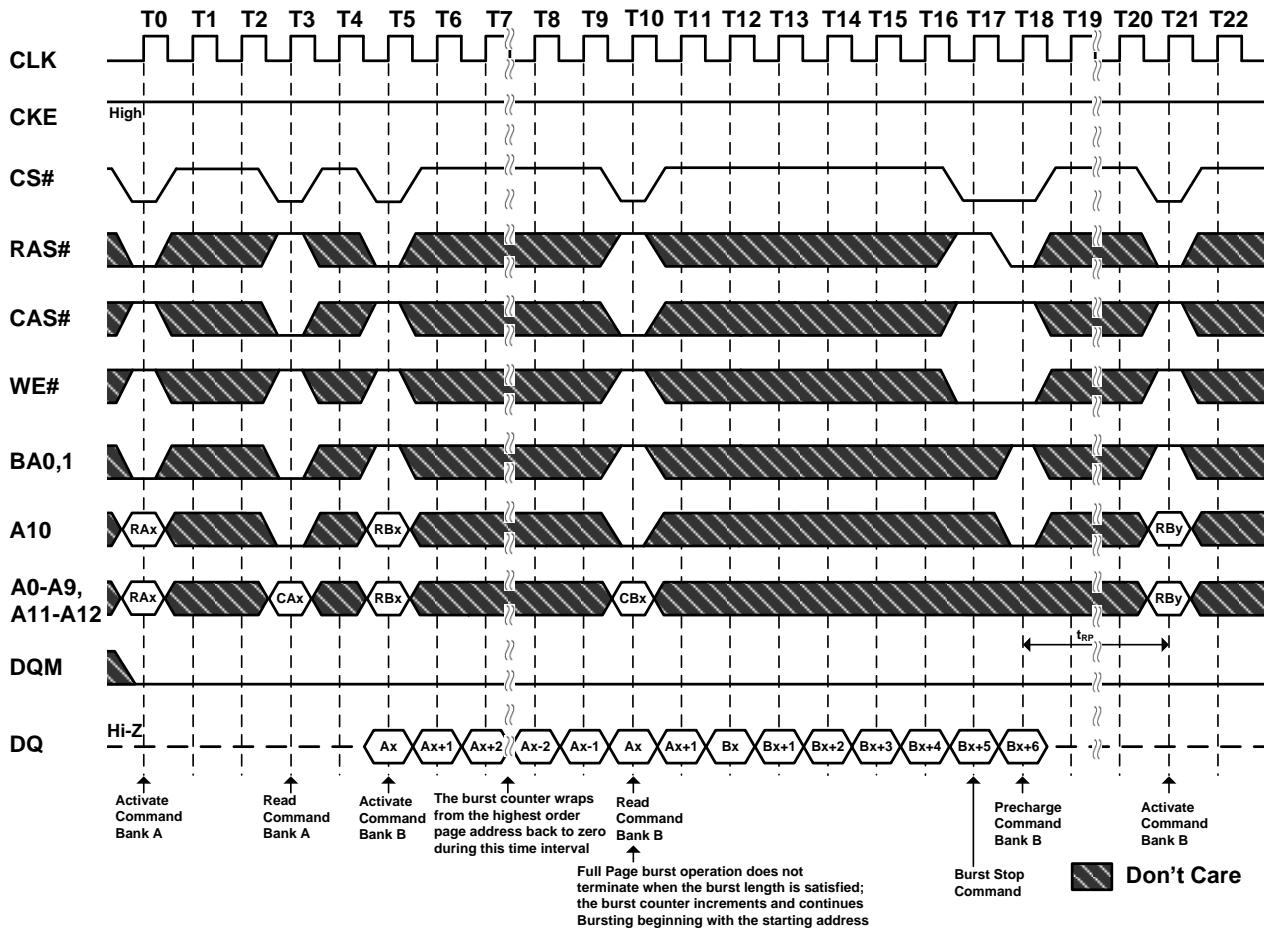 T0 T1 T2 T3 T4 T5 T6 T7 T8 T9 T10 T11 T12 T13 T14 T15 T16 T17 T18 T19 T20 T21 T22
CLK
CKE
High
CS#
RAS#
CAS#
WE#
BA0,1
A10
RAx RBx RBy
A0-A9,
A11-A12
RAx CAx RBx CBx RBy
tRP
DQM
DQ
Hi-Z
Ax Ax+1 Ax+2 Ax-2 Ax-1 Ax Ax+1 Bx Bx+1 Bx+2 Bx+3 Bx+4 Bx+5 Bx+6
Activate
Command
Bank A
Read
Command
Bank A
Activate
Command
Bank B
The burst counter wraps
from the highest order
page address back to zero
during this time interval
Read
Command
Bank B
Full Page burst operation does not
terminate when the burst length is satisfied;
the burst counter increments and continues
Bursting beginning with the starting address
Burst Stop
Command
Precharge
Command
Bank B
Activate
Command
Bank B
Don't Care